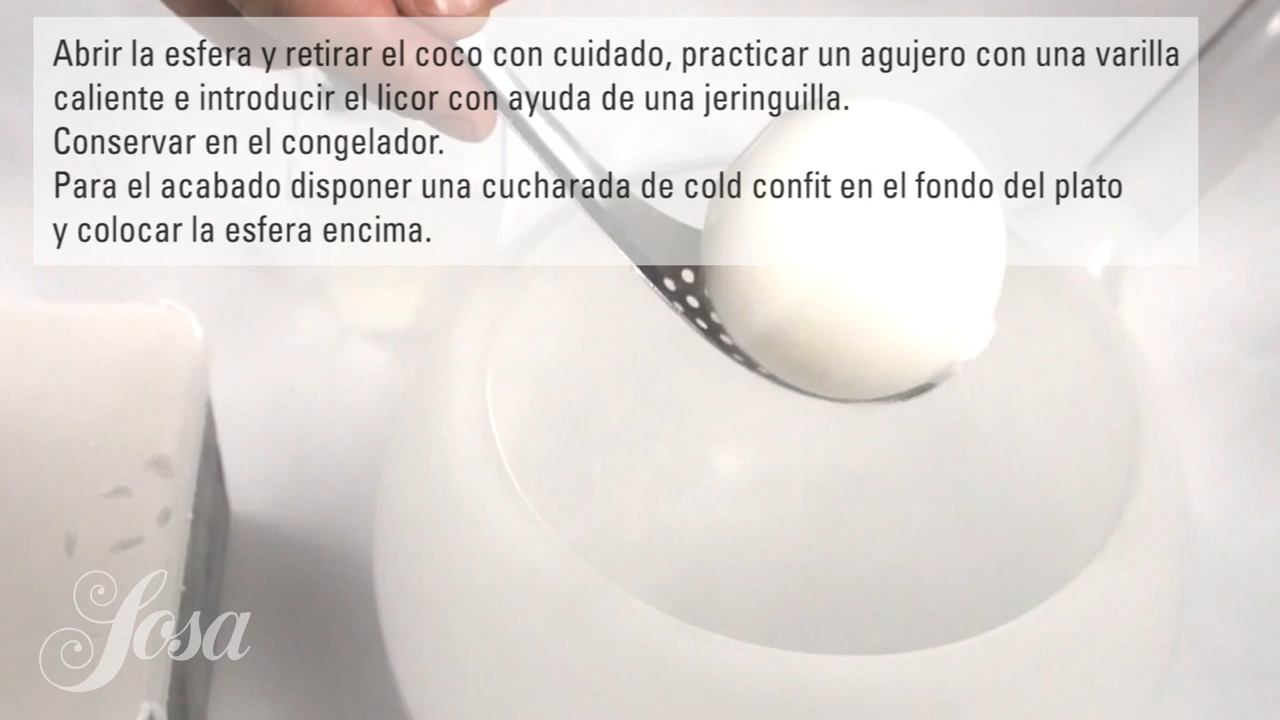 Abrir la esfera y retirar el coco con cuidado, practicar un agujero con una varilla
caliente e introducir el licor con ayuda de una jeringuilla.
Conservar en el congelador.
Para el acabado disponer una cucharada de cold confit en el fondo del plato
y colocar la esfera encima.
Sosa